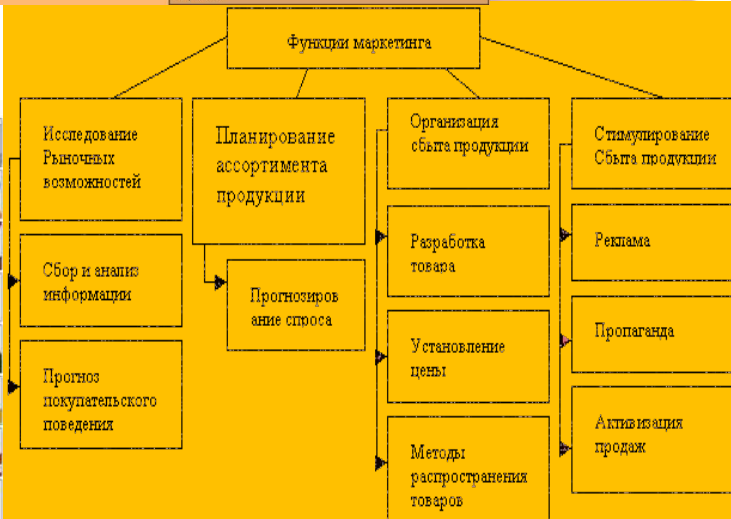 Функции маркетинга
Исследование
Рыночных
возможностей
Сбор и анализ
информации
Прогноз
покупательского
поведения
Планирование
ассортимента
продукции
Прогнозиров
ание спроса
Организация
сбыта продукции
Разработка
товара
Установление
цены
Методы
распространения
товаров
Стимулирование
Сбыта продукции
Реклама
Пропаганда
Активизация
продаж